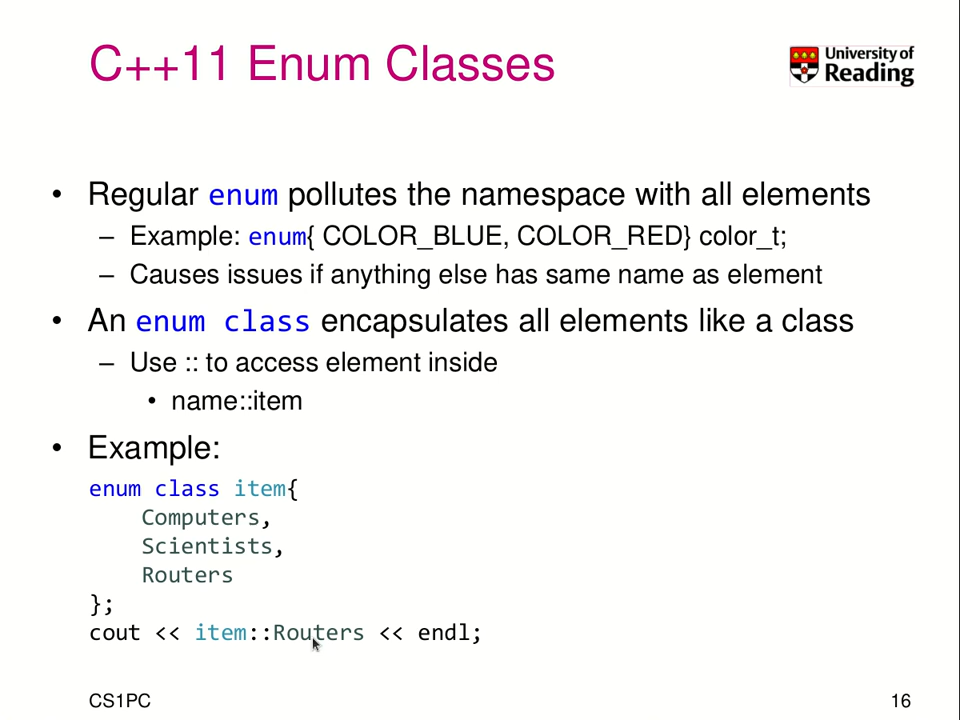 C++11 Enum Classes
University of
Reading
• Regular enum pollutes the namespace with all elements
– Example: enum{ COLOR_BLUE, COLOR_RED} color_t;
– Causes issues if anything else has same name as element
• An enum class encapsulates all elements like a class
– Use :: to access element inside
• name::item
• Example:
enum class item{
    Computers,
    Scientists,
    Routers
};
cout << item::Routers << endl;
CS1PC
16